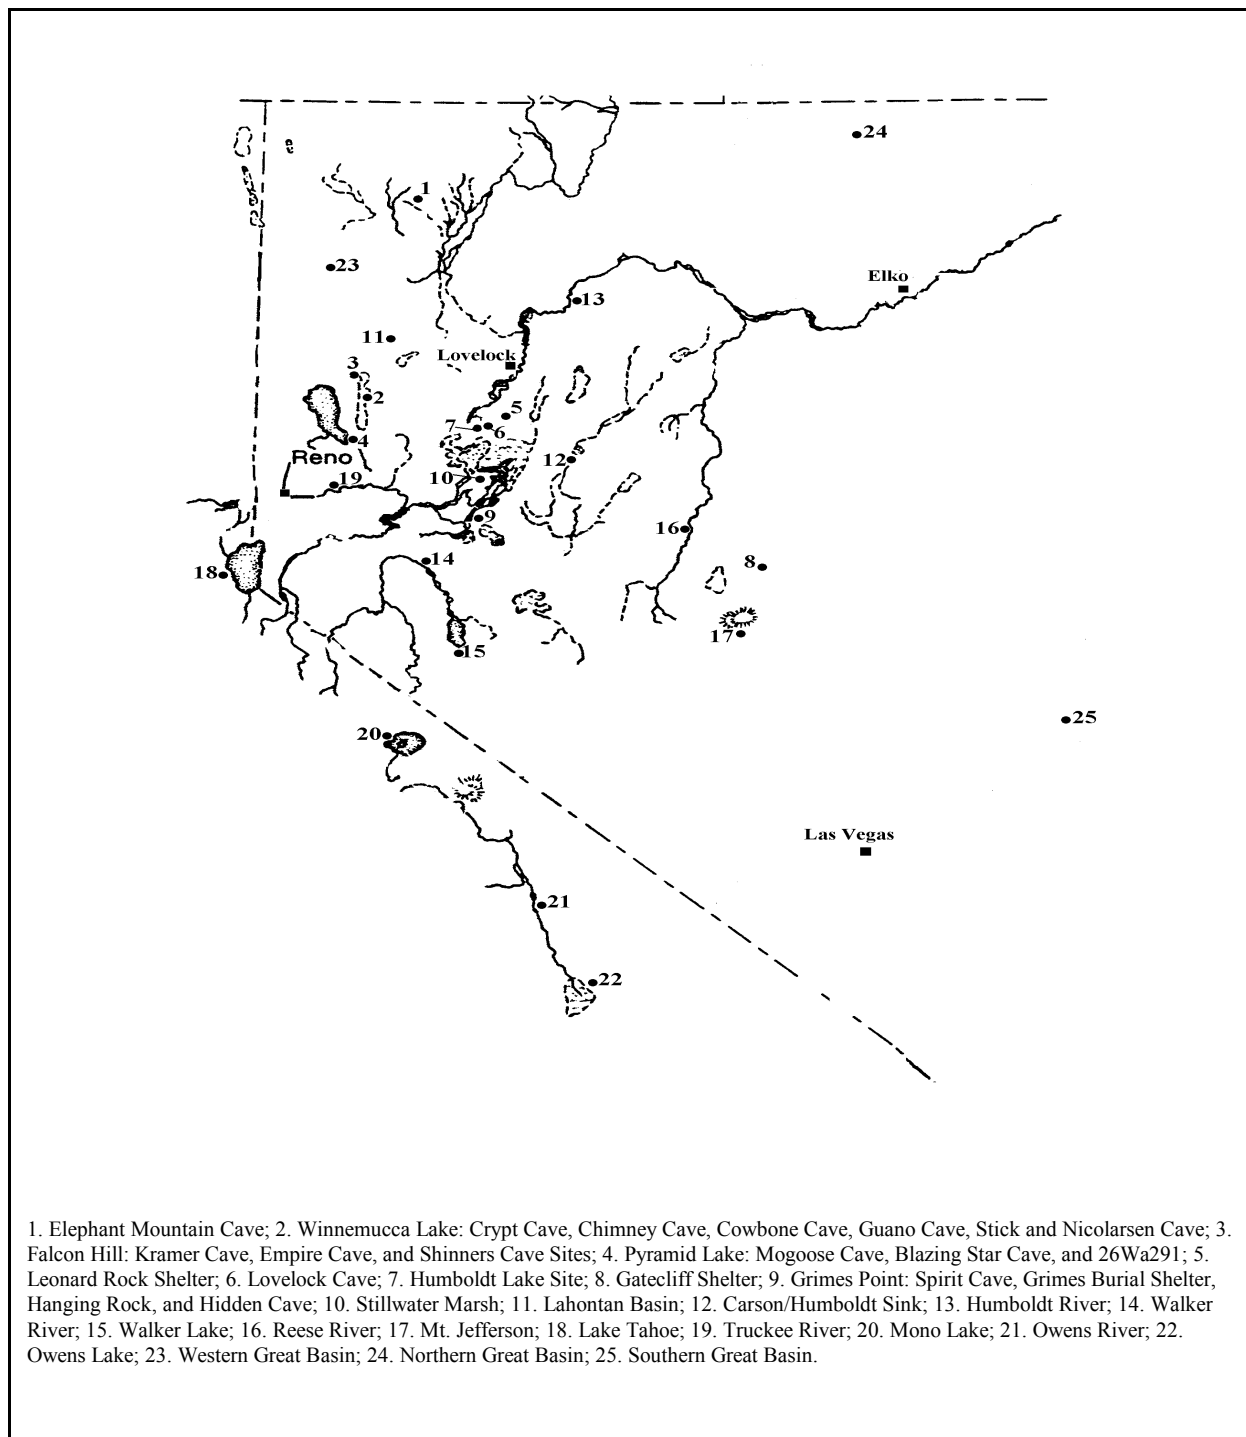 24
1
23
Elko
13
11
Lovelock
3
2
5
7
6
4
Reno
12
10
19
9
16
14
8
18
17
15
25
20
Las Vegas
21
22
1. Elephant Mountain Cave; 2. Winnemucca Lake: Crypt Cave, Chimney Cave, Cowbone Cave, Guano Cave, Stick and Nicolarsen Cave; 3.
Falcon Hill: Kramer Cave, Empire Cave, and Shinners Cave Sites; 4. Pyramid Lake: Mogoose Cave, Blazing Star Cave, and 26Wa291; 5.
Leonard Rock Shelter; 6. Lovelock Cave; 7. Humboldt Lake Site; 8. Gatecliff Shelter; 9. Grimes Point: Spirit Cave, Grimes Burial Shelter,
Hanging Rock, and Hidden Cave; 10. Stillwater Marsh; 11. Lahontan Basin; 12. Carson/Humboldt Sink; 13. Humboldt River; 14. Walker
River; 15. Walker Lake; 16. Reese River; 17. Mt. Jefferson; 18. Lake Tahoe; 19. Truckee River; 20. Mono Lake; 21. Owens River; 22.
Owens Lake; 23. Western Great Basin; 24. Northern Great Basin; 25. Southern Great Basin.